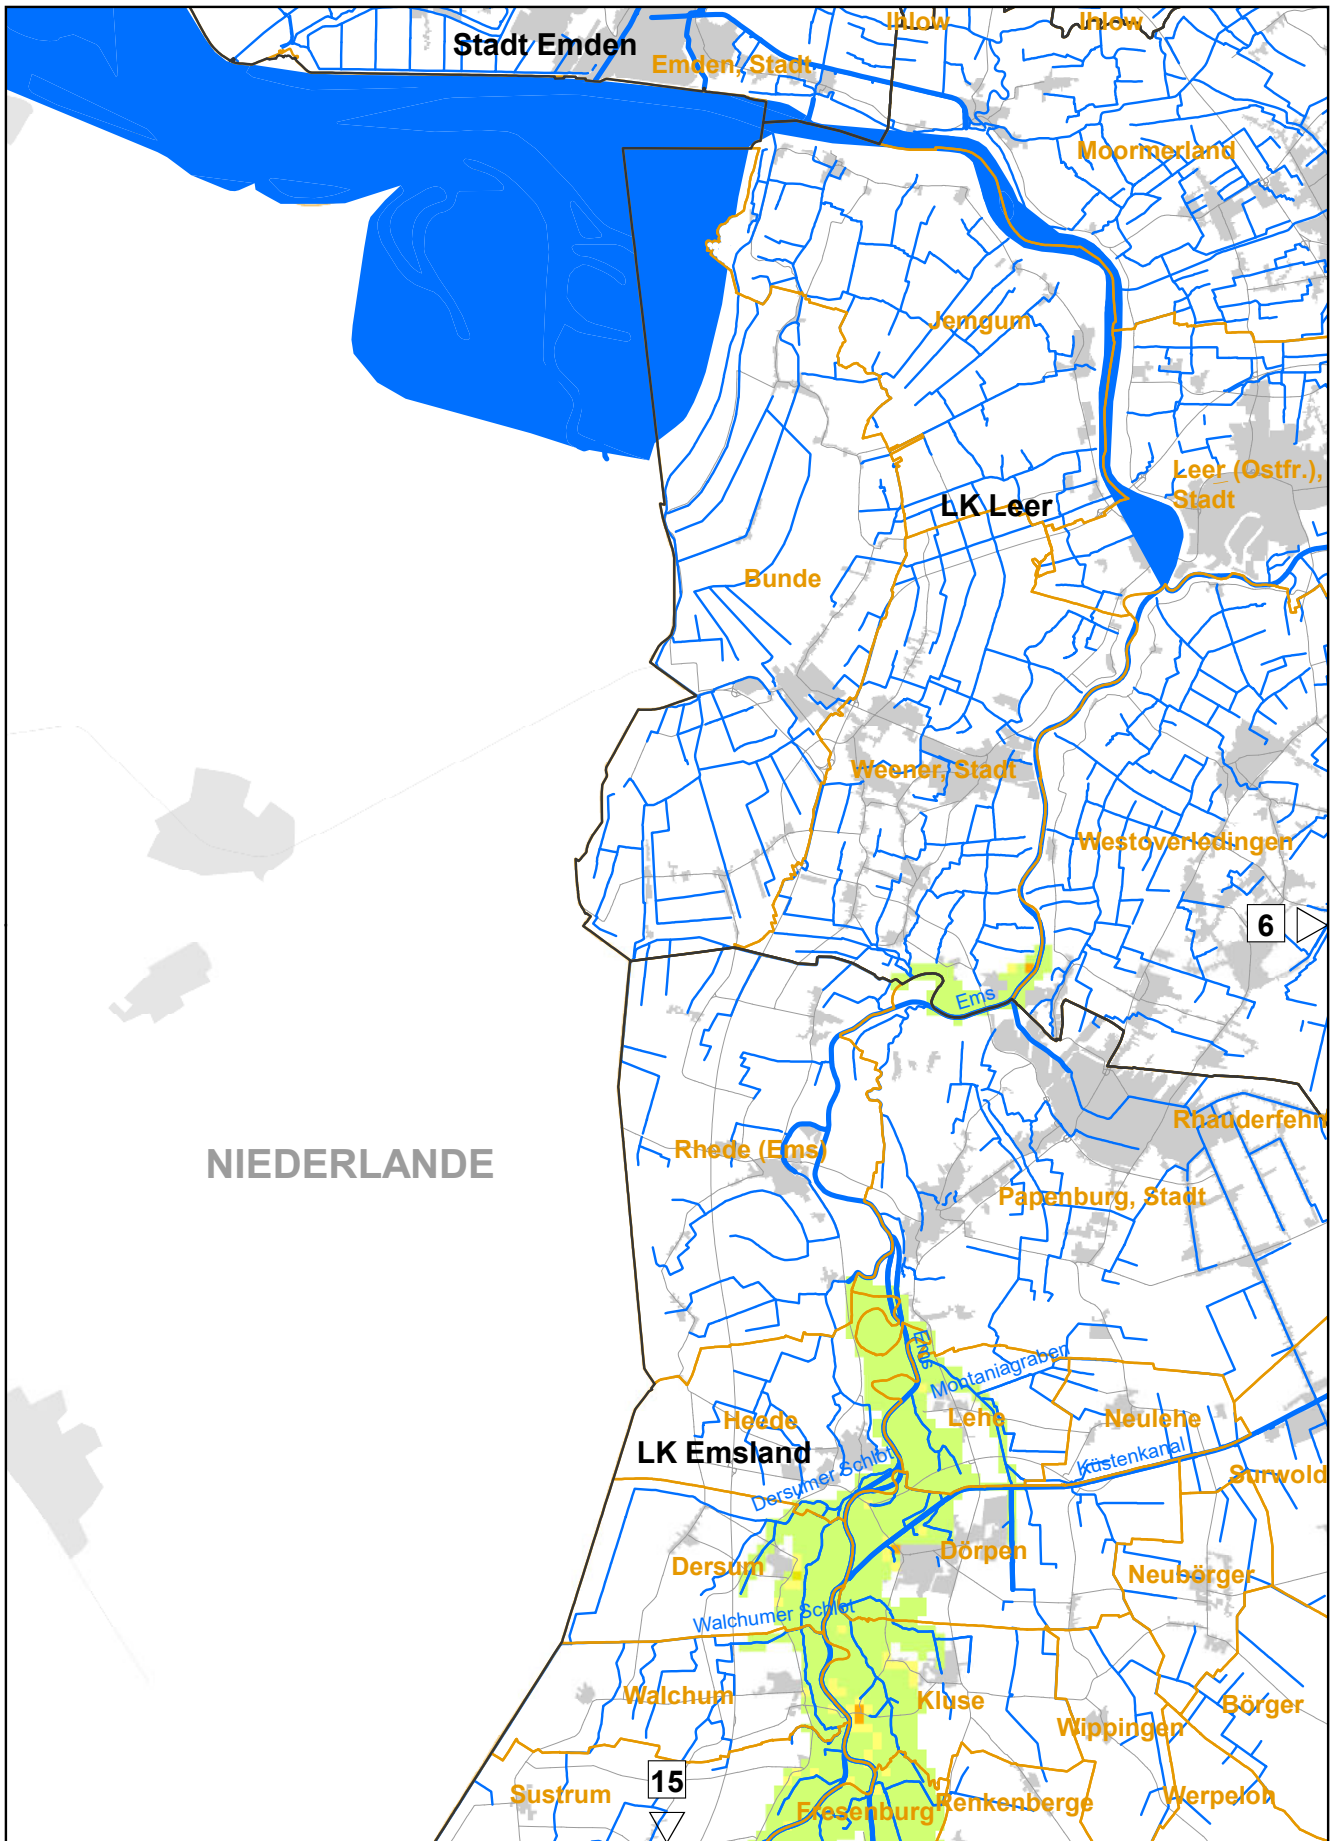 Ihlow
Ihlow
Stadt Emden
Emden, Stadt
Moormerland
Jemgum
Leer (Ostfr.),
Stadt
LK Leer
Bunde
Weener, Stadt
Westoverledingen
6
Ems
Rhauderfehn
Rhede (Ems)
NIEDERLANDE
Papenburg, Stadt
Ems
Montaniagraben
Heede
Lehe
Neulehe
LK Emsland
Küstenkanal
Dersumer Schlot
Surwold
Dörpen
Dersum
Neubörger
Walchumer Schlot
Walchum
Kluse
Börger
Wippingen
15
Sustrum
Fresenburg
Renkenberge
Werpeloh